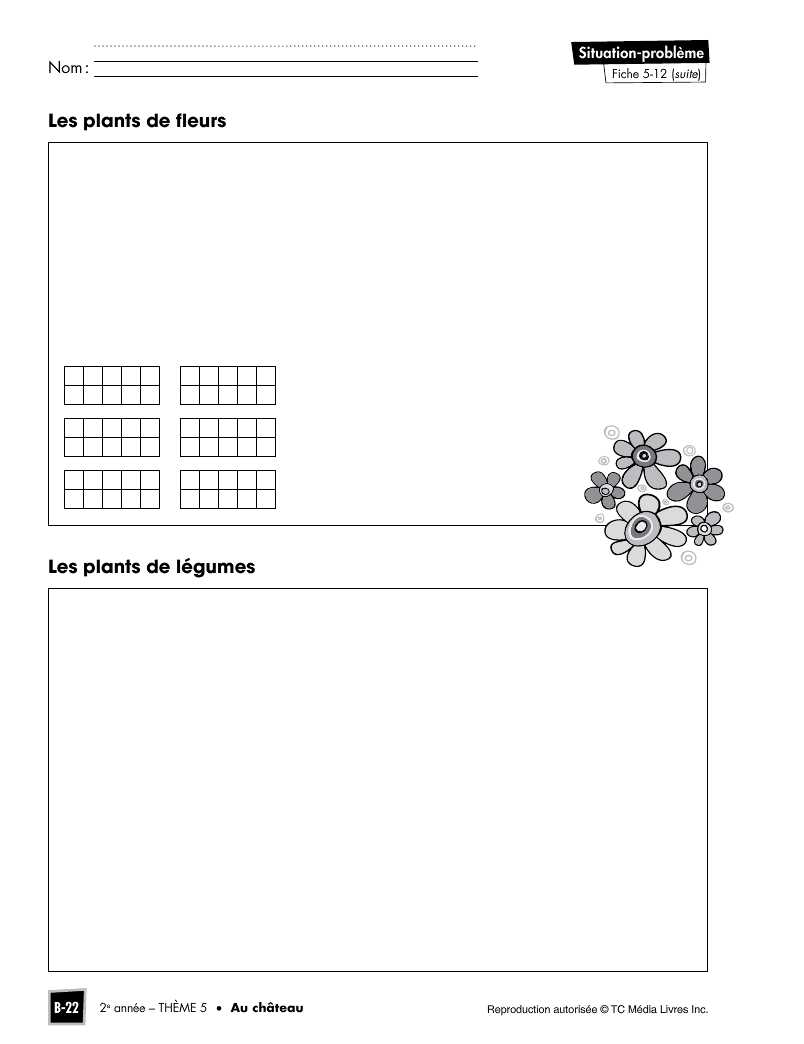 Nom :
Situation-problème
Fiche 5-12 (suite)
Les plants de fleurs
Les plants de légumes
B-22 2e année – THÈME 5 • Au château
Reproduction autorisée © TC Média Livres Inc.